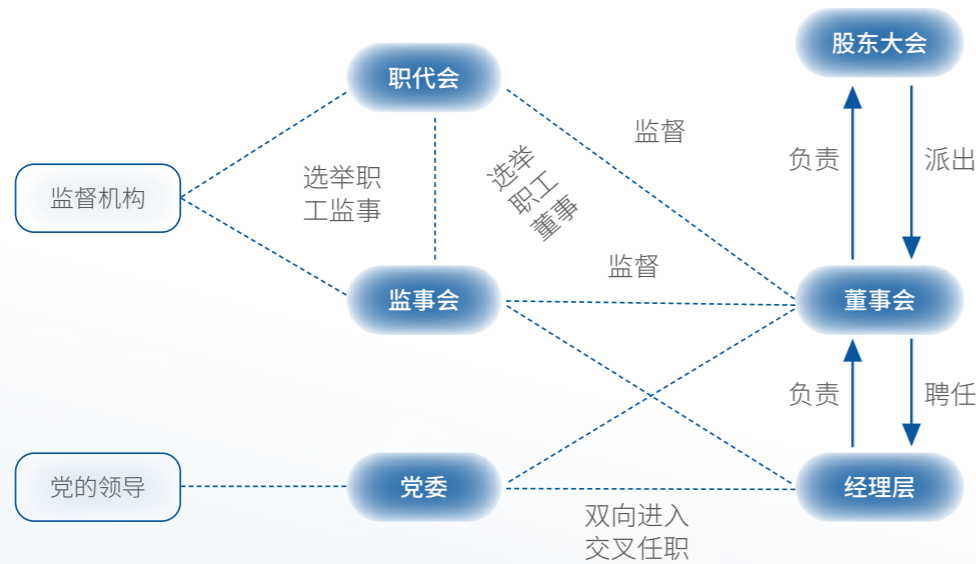 股东大会
职代会
监督
负责
派出
监督机构
选举职
工监事
选举
职工
董事
监督
监事会
董事会
负责
聘任
党的领导
党委
经理层
双向进入
交叉任职